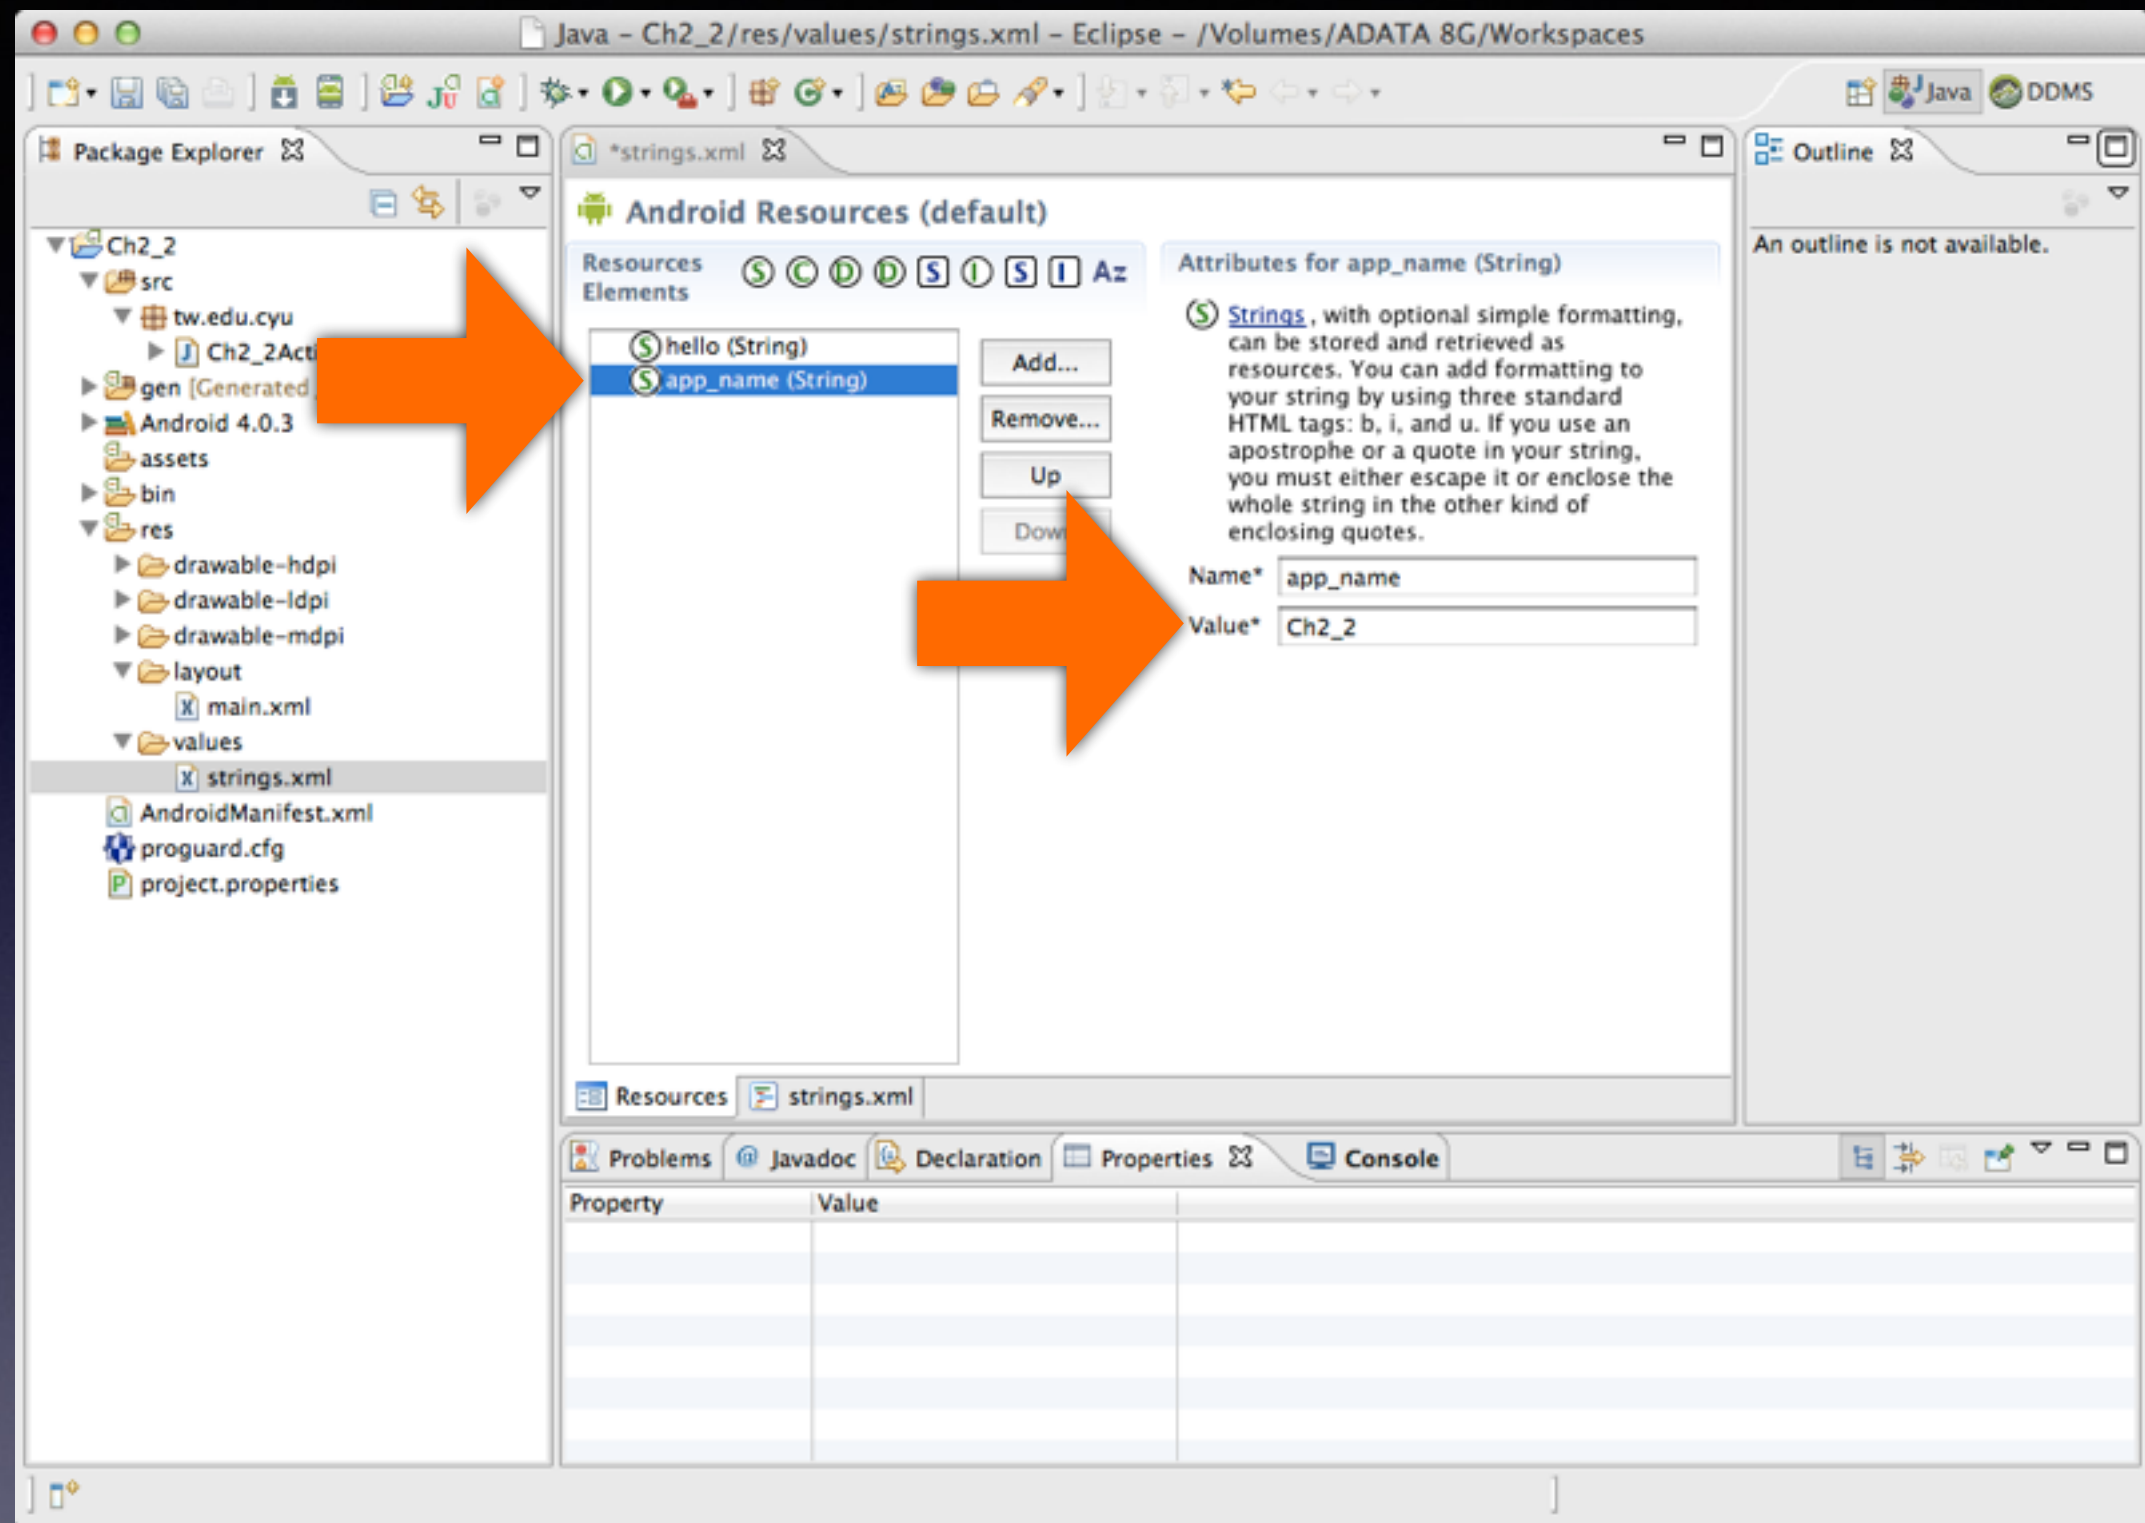 Java – Ch2_2/res/values/strings.xml – Eclipse – /Volumes/ADATA 8G/Workspaces
Java
DDMS
Package Explorer
Ch2_2
src
tw.edu.cyu
Ch2_2Acti
gen [Generated
Android 4.0.3
assets
bin
res
drawable-hdpi
drawable-ldpi
drawable-mdpi
layout
main.xml
values
strings.xml
AndroidManifest.xml
proguard.cfg
project.properties
*strings.xml
Android Resources (default)
Resources
Elements
S C D D S I S I Az
hello (String)
app_name (String)
Add...
Remove...
Up
Attributes for app_name (String)
Strings, with optional simple formatting,
can be stored and retrieved as
resources. You can add formatting to
your string by using three standard
HTML tags: b, i, and u. If you use an
apostrophe or a quote in your string,
you must either escape it or enclose the
whole string in the other kind of
enclosing quotes.
Name* app_name
Value* Ch2_2
Resources
strings.xml
Outline
An outline is not available.
Problems
Javadoc
Declaration
Properties
Console
Property Value